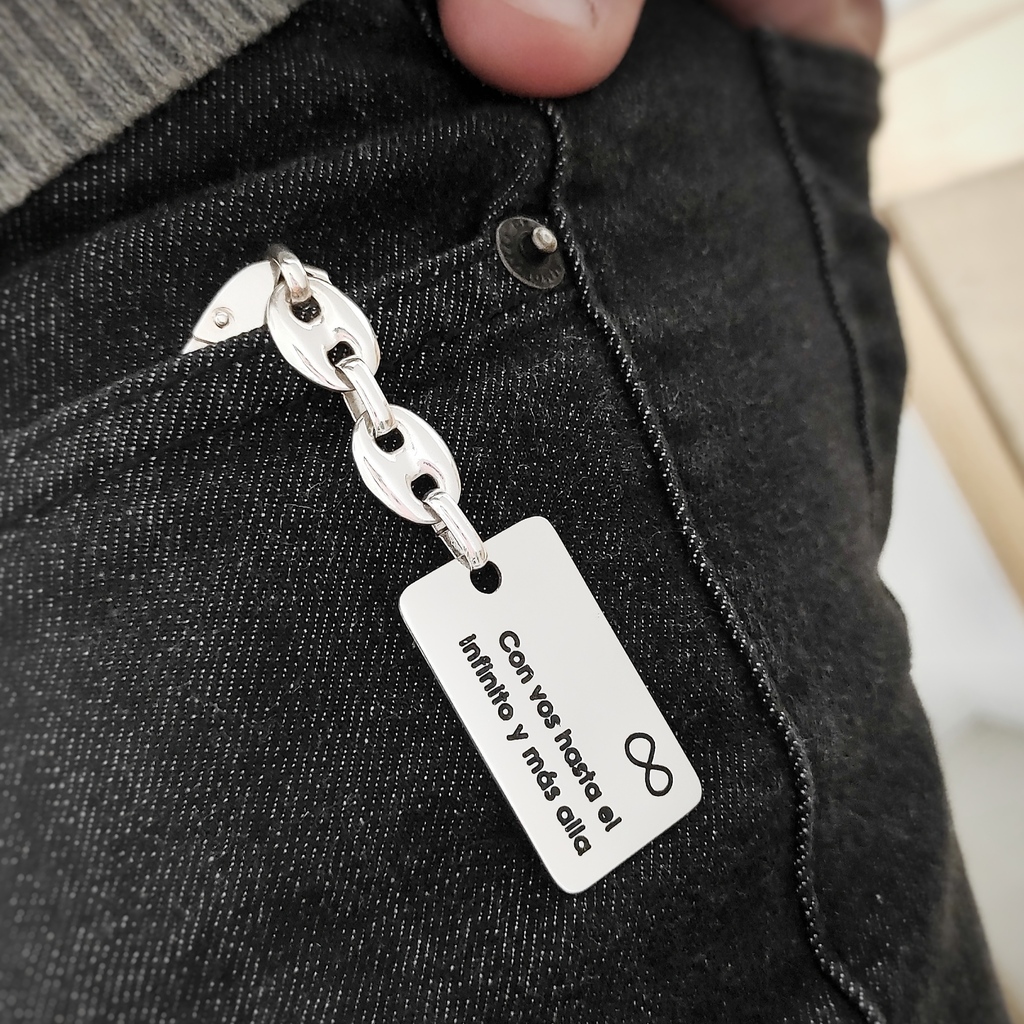 Con vos hasta el
infinito y más alla